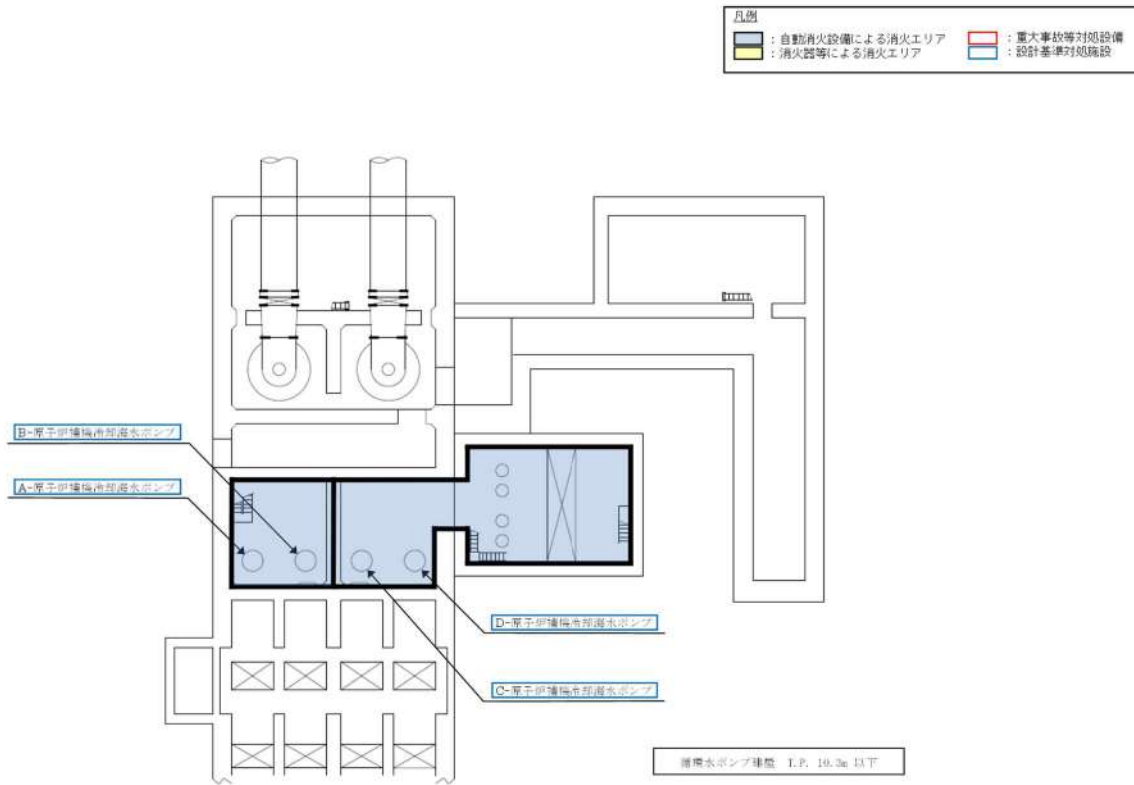 凡例
：自動消火設備による消火エリア
：重大事故等対処設備
：消火器等による消火エリア
：設計基準対処施設
B-原子炉補機冷却海水ポンプ
A-原子炉補機冷却海水ポンプ
D-原子炉補機冷却海水ポンプ
C-原子炉補機冷却海水ポンプ
循環水ポンプ建屋 T.P. 10.3m 以下